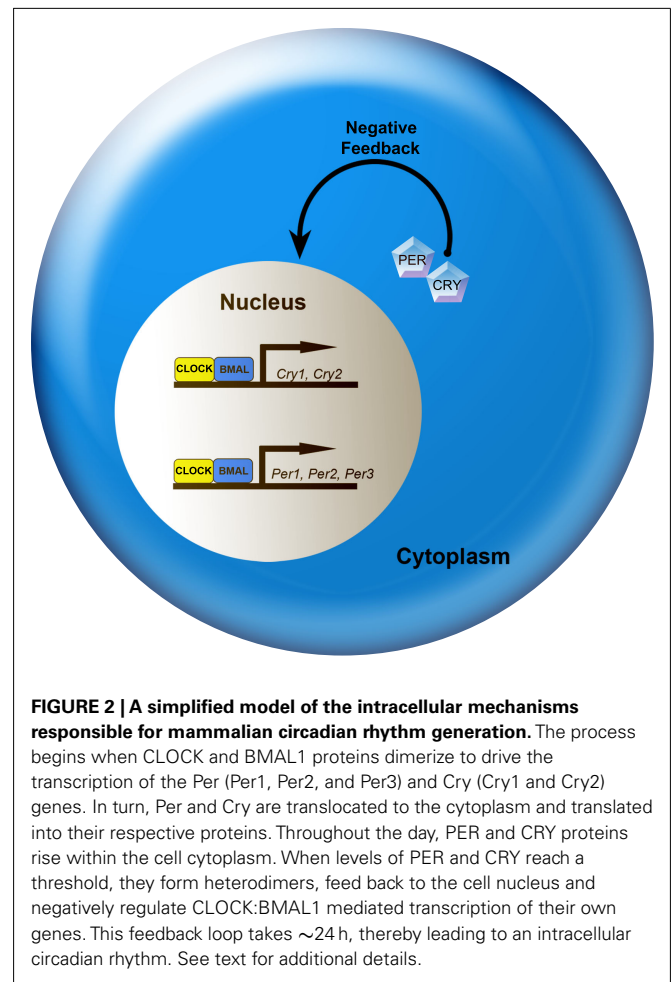 Negative
Feedback
PER
CRY
Nucleus
CLOCK BMAL
Cry1, Cry2
CLOCK BMAL
Per1, Per2, Per3
Cytoplasm
FIGURE 2 | A simplified model of the intracellular mechanisms
responsible for mammalian circadian rhythm generation. The process
begins when CLOCK and BMAL1 proteins dimerize to drive the
transcription of the Per (Per1, Per2, and Per3) and Cry (Cry1 and Cry2)
genes. In turn, Per and Cry are translocated to the cytoplasm and translated
into their respective proteins. Throughout the day, PER and CRY proteins
rise within the cell cytoplasm. When levels of PER and CRY reach a
threshold, they form heterodimers, feed back to the cell nucleus and
negatively regulate CLOCK:BMAL1 mediated transcription of their own
genes. This feedback loop takes ∼24 h, thereby leading to an intracellular
circadian rhythm. See text for additional details.